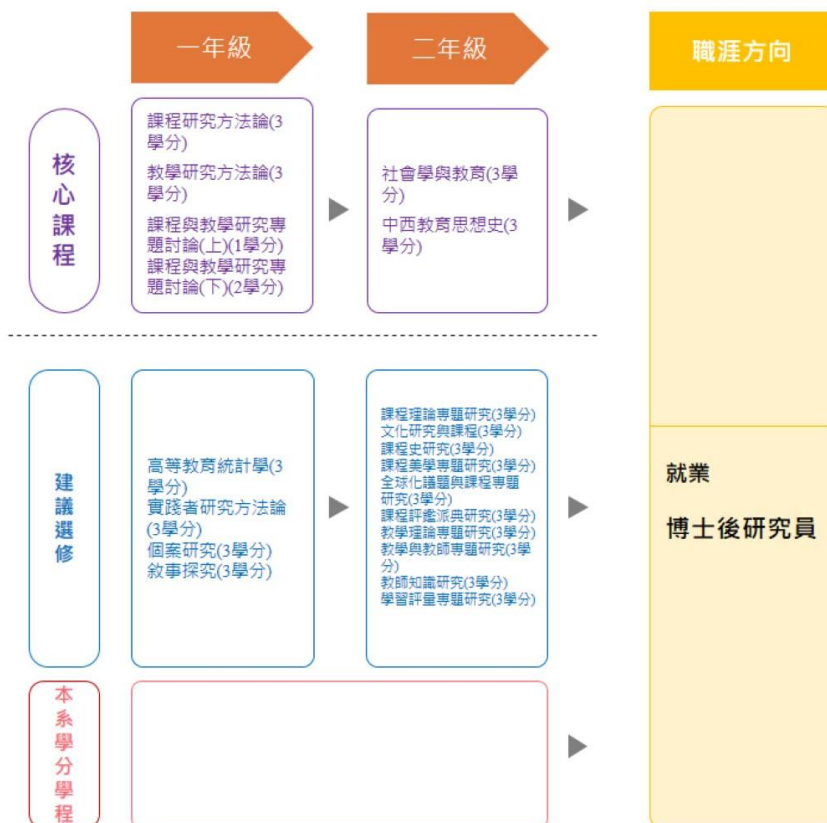 一年級
二年級
職涯方向
核心課程
課程研究方法論(3
學分)
教學研究方法論(3
學分)
課程與教學研究專
題討論(上)(1學分)
課程與教學研究專
題討論(下)(2學分)
社會學與教育(3學
分)
中西教育思想史(3
學分)
建議選修
高等教育統計學(3
學分)
實踐者研究方法論
(3學分)
個案研究(3學分)
敘事探究(3學分)
課程理論專題研究(3學分)
文化研究與課程(3學分)
課程史研究(3學分)
課程美學專題研究(3學分)
全球化議題與課程專題
研究(3學分)
課程評鑑派典研究(3學分)
教學理論專題研究(3學分)
教學與教師專題研究(3學
分)
教師知識研究(3學分)
學習評量專題研究(3學分)
就業
博士後研究員
本系學分學程